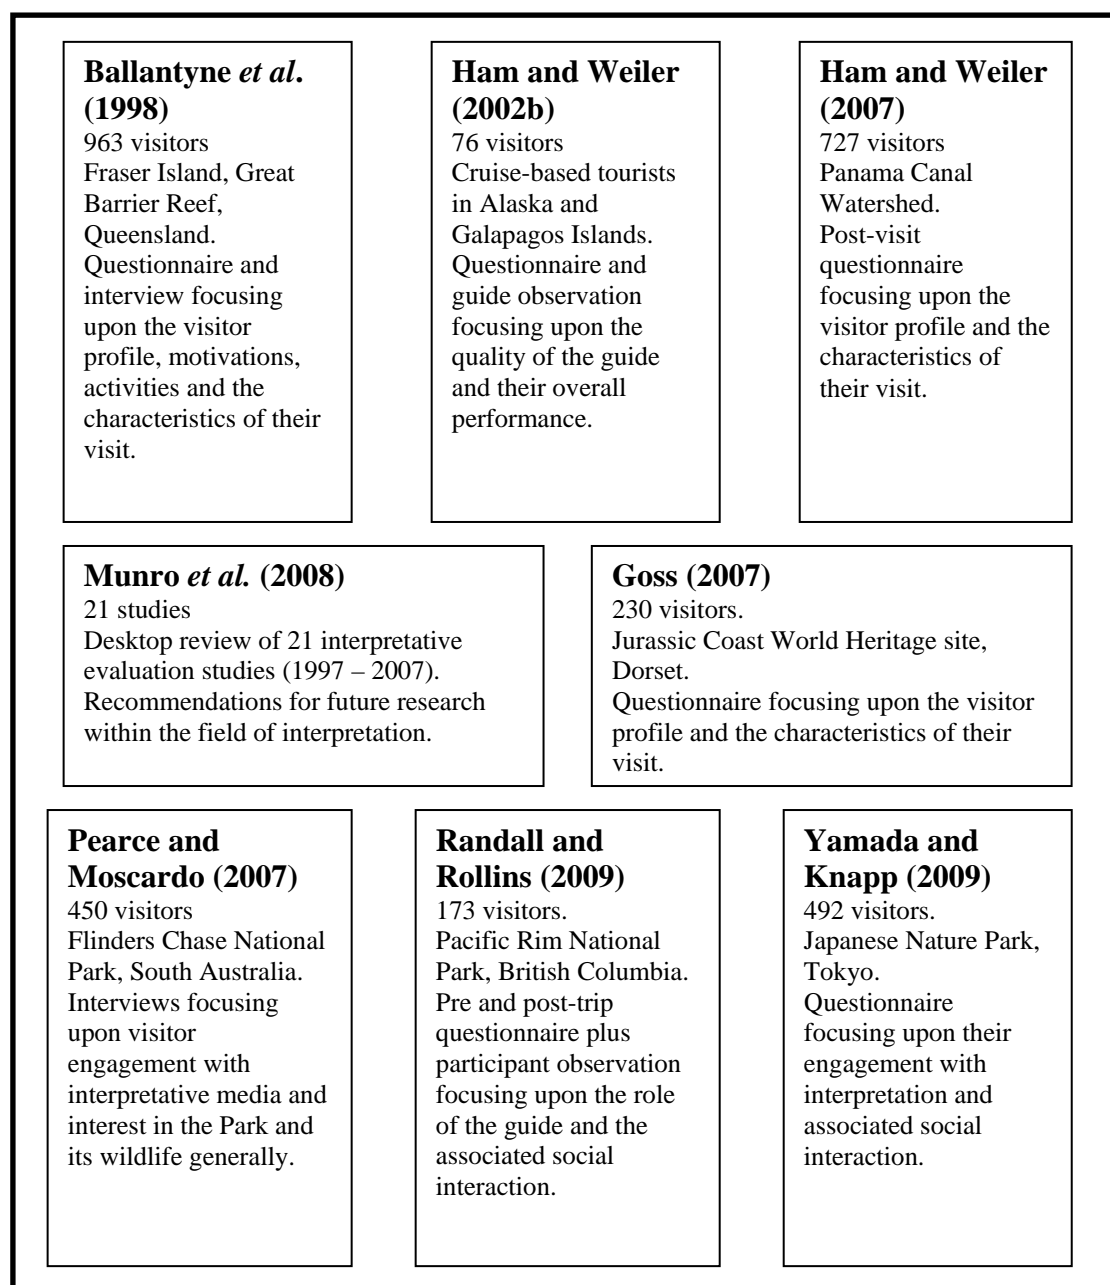 Ballantyne et al.
(1998)
963 visitors
Fraser Island, Great
Barrier Reef,
Queensland.
Questionnaire and
interview focusing
upon the visitor
profile, motivations,
activities and the
characteristics of their
visit.
Ham and Weiler
(2002b)
76 visitors
Cruise-based tourists
in Alaska and
Galapagos Islands.
Questionnaire and
guide observation
focusing upon the
quality of the guide
and their overall
performance.
Ham and Weiler
(2007)
727 visitors
Panama Canal
Watershed.
Post-visit
questionnaire
focusing upon the
visitor profile and the
characteristics of
their visit.
Munro et al. (2008)
21 studies
Desktop review of 21 interpretative
evaluation studies (1997 – 2007).
Recommendations for future research
within the field of interpretation.
Goss (2007)
230 visitors.
Jurassic Coast World Heritage site,
Dorset.
Questionnaire focusing upon the visitor
profile and the characteristics of their
visit.
Pearce and
Moscardo (2007)
450 visitors
Flinders Chase National
Park, South Australia.
Interviews focusing
upon visitor
engagement with
interpretative media and
interest in the Park and
its wildlife generally.
Randall and
Rollins (2009)
173 visitors.
Pacific Rim National
Park, British Columbia.
Pre and post-trip
questionnaire plus
participant observation
focusing upon the role
of the guide and the
associated social
interaction.
Yamada and
Knapp (2009)
492 visitors.
Japanese Nature Park,
Tokyo.
Questionnaire
focusing upon their
engagement with
interpretation and
associated social
interaction.